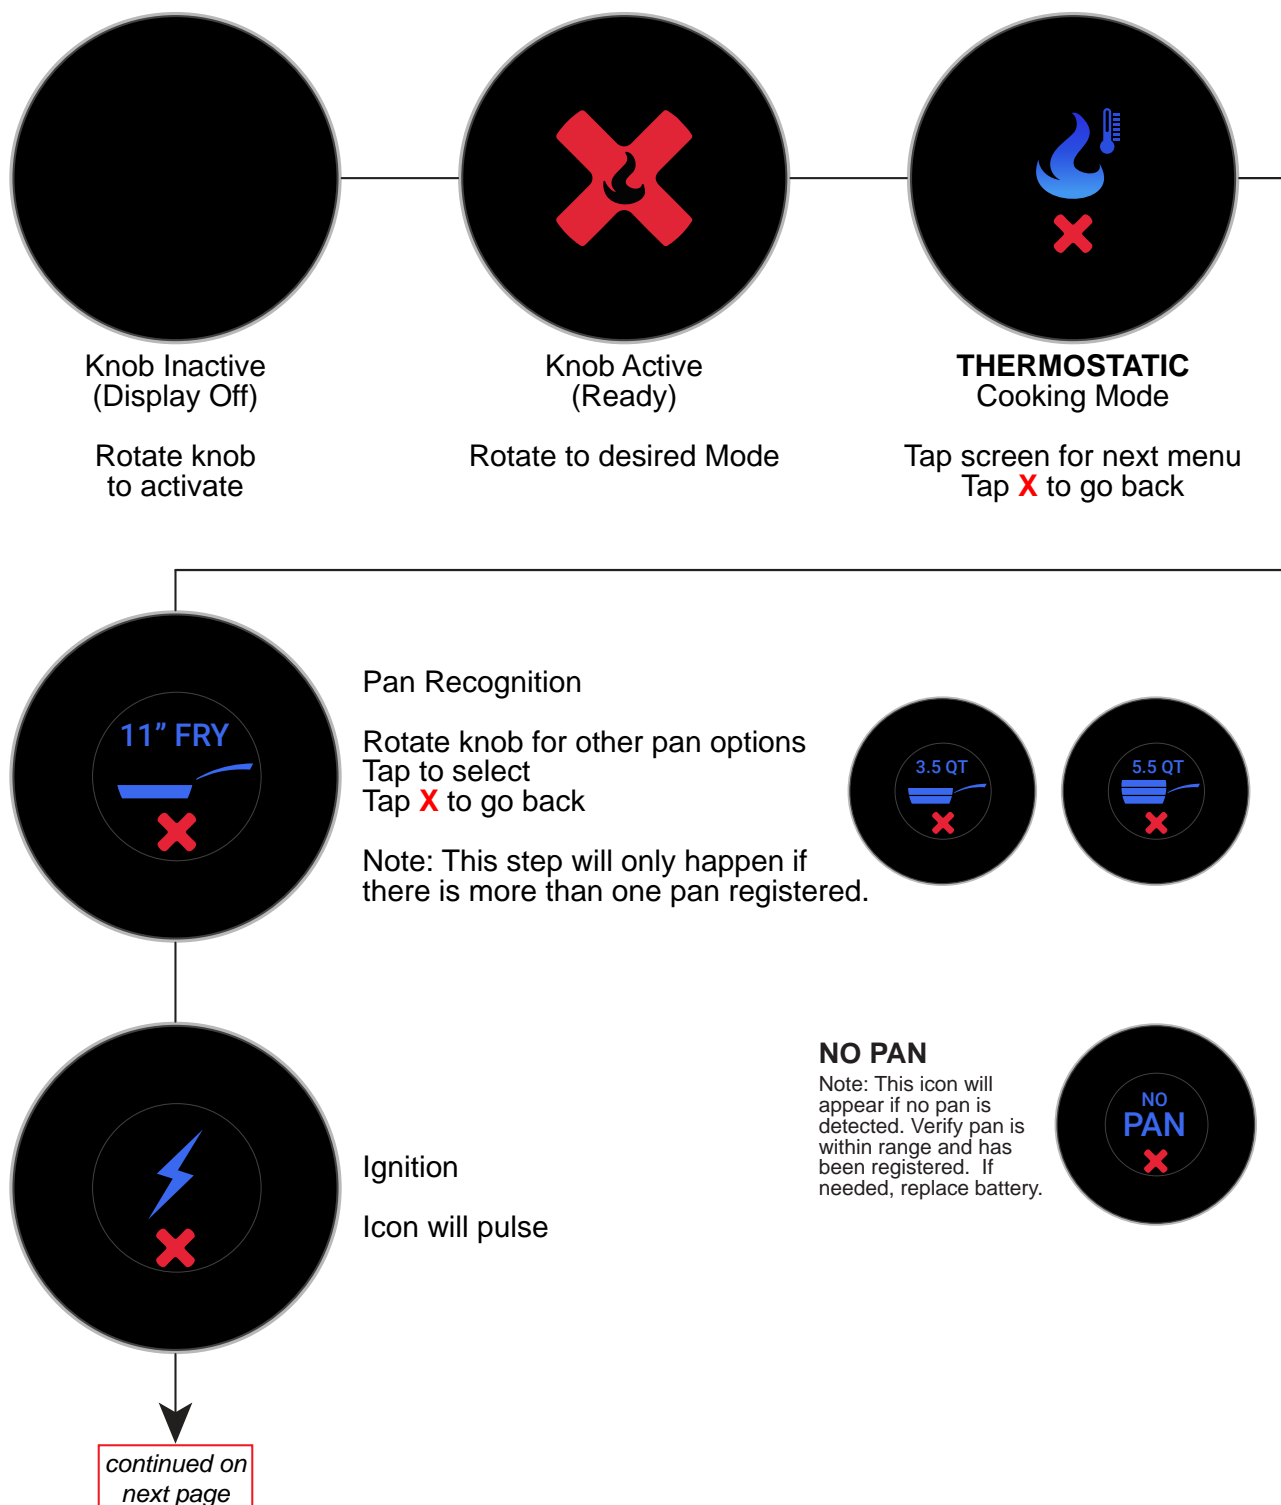 Knob Inactive
(Display Off)
Rotate knob
to activate
Knob Active
(Ready)
Rotate to desired Mode
THERMOSTATIC
Cooking Mode
Tap screen for next menu
Tap X to go back
11” FRY
Pan Recognition
Rotate knob for other pan options
Tap to select
Tap X to go back
Note: This step will only happen if
there is more than one pan registered.
3.5 QT
5.5 QT
Ignition
Icon will pulse
NO PAN
Note: This icon will
appear if no pan is
detected. Verify pan is
within range and has
been registered.  If
needed, replace battery.
NO
PAN
continued on
next page